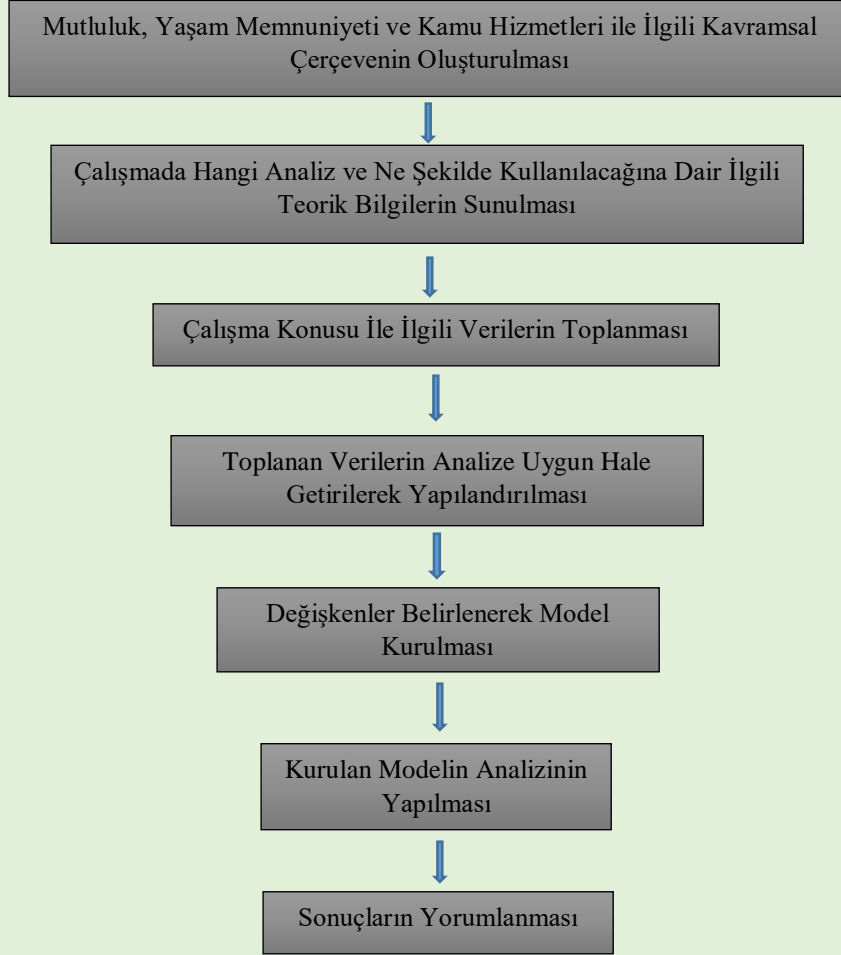 Mutluluk, Yaşam Memnuniyeti ve Kamu Hizmetleri ile İlgili Kavramsal
Çerçevenin Oluşturulması
Çalişmada Hangi Analiz ve Ne Şekilde Kullanılacağına Dair İlgili
Teorik Bilgilerin Sunulması
Çalışma Konusu İle İlgili Verilerin Toplanması
Toplanan Verilerin Analize Uygun Hale
Getirilerek Yapılandırılması
Değişkenler Belirlenerek Model
Kurulması
Kurulan Modelin Analizinin
Yapılması
Sonuçların Yorumlanması